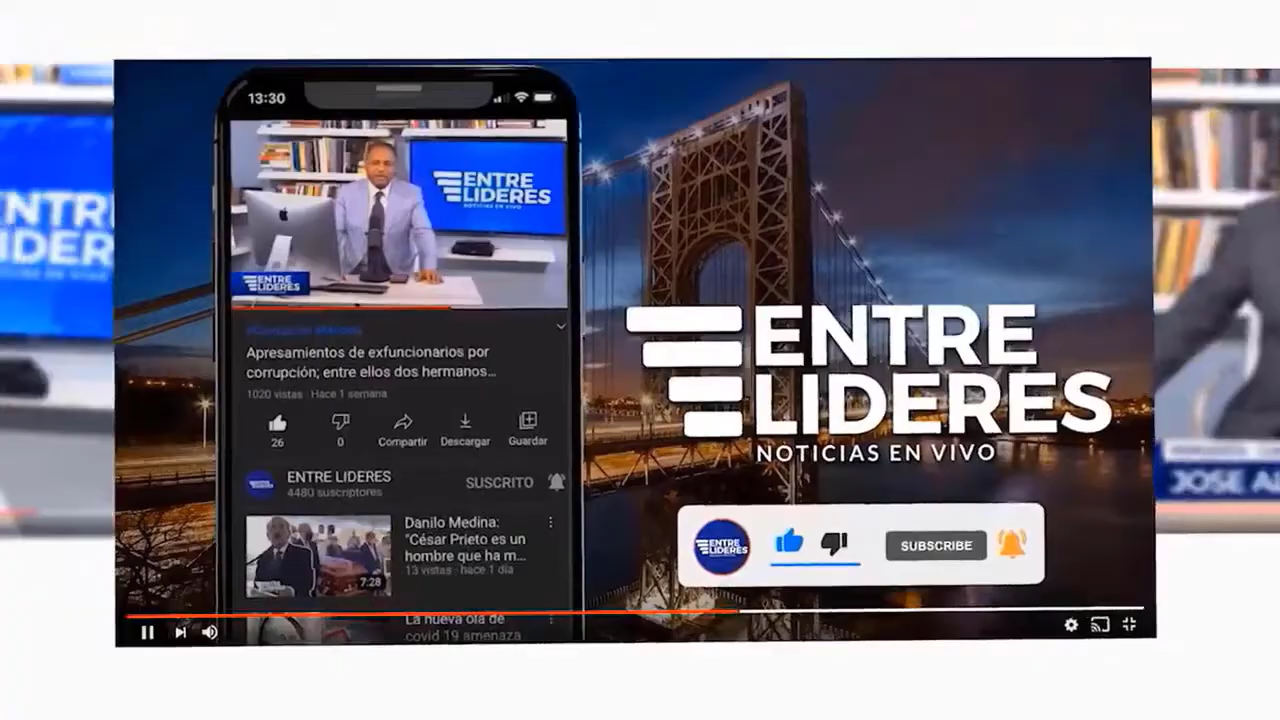 13:30
ENTRE
LIDERES
NOTICIAS EN VIVO
ENTRE
LIDERES
Apresamientos de exfuncionarios por
corrupción; entre ellos dos hermanos...
1020 vistas · Hace 1 semana
26
0
Compartir
Descargar
Guardar
ENTRE LIDERES
4480 suscriptores
SUSCRITO
Danilo Medina:
"César Prieto es un
hombre que ha m...
13 vistas · hace 1 día
7:28
La nueva ola de
covid 19 amenaza
ENTRE
LIDERES
NOTICIAS EN VIVO
ENTRE
LIDERES
SUBSCRIBE
ENTR
IDER
JOSE AL